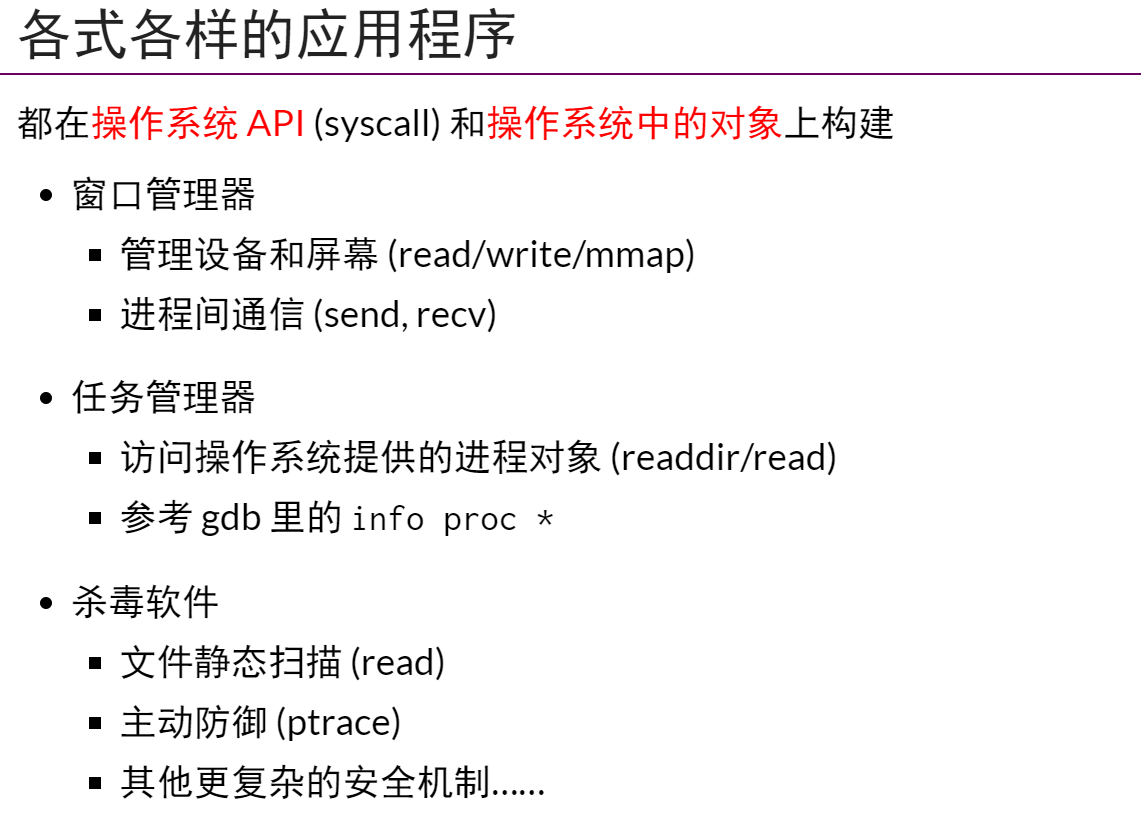 各式各样的应用程序
都在操作系统 API (syscall) 和操作系统中的对象上构建
• 窗口管理器
▪ 管理设备和屏幕 (read/write/mmap)
▪ 进程间通信 (send, recv)
• 任务管理器
▪ 访问操作系统提供的进程对象 (readdir/read)
▪ 参考 gdb 里的 info proc *
• 杀毒软件
▪ 文件静态扫描 (read)
▪ 主动防御 (ptrace)
▪ 其他更复杂的安全机制……